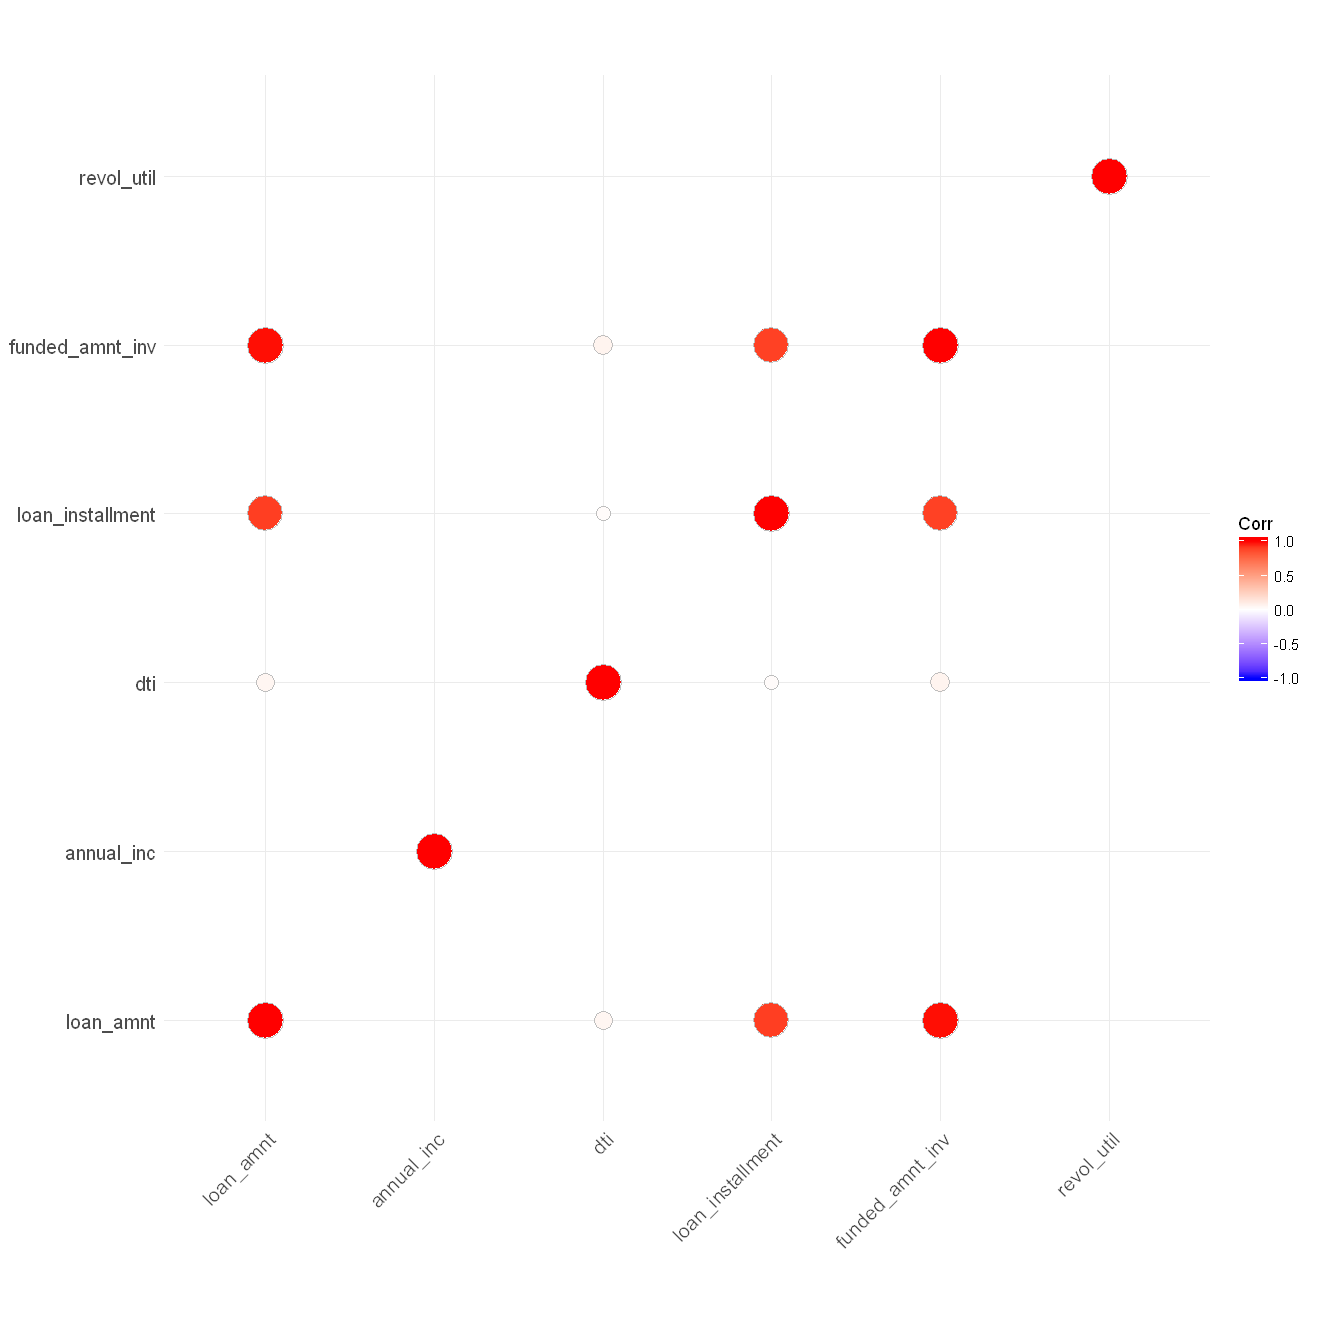 revol_util
funded_amnt_inv
loan_installment
dti
annual_inc
loan_amnt
loan_amnt
annual_inc
dti
loan_installment
funded_amnt_inv
revol_util
Corr
1.0
0.5
0.0
-0.5
-1.0